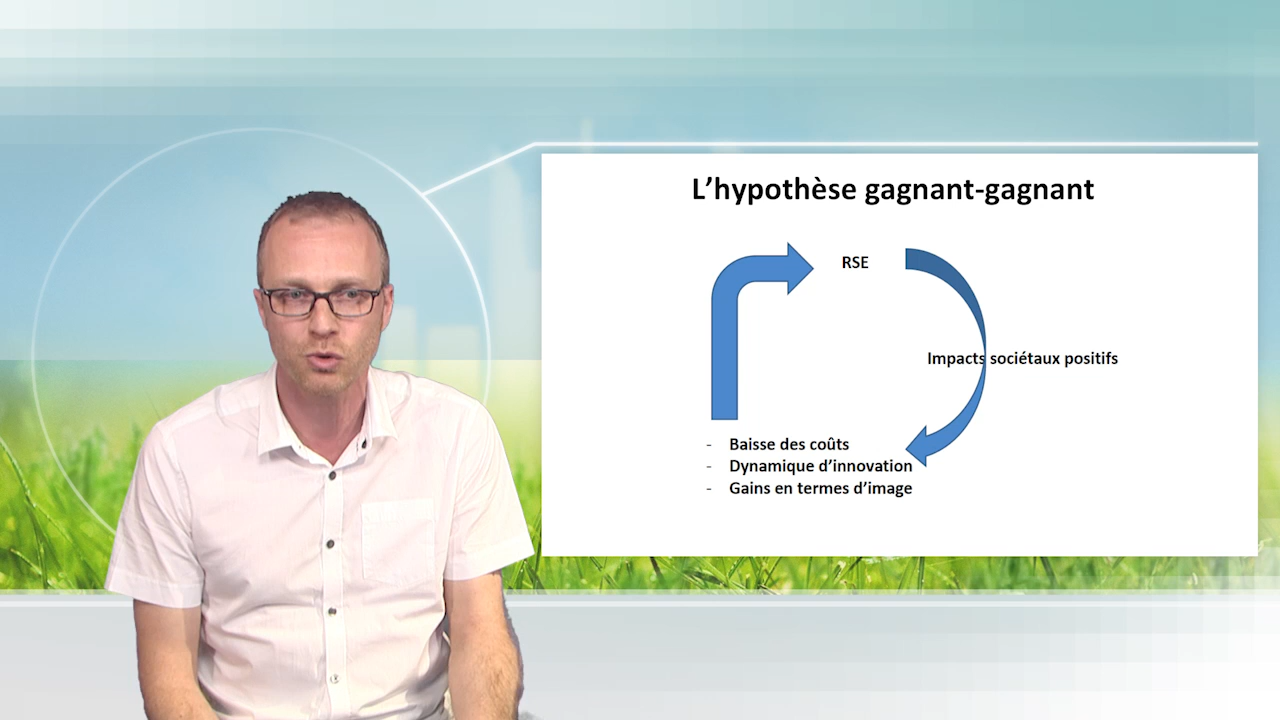 L’hypothèse gagnant-gagnant
RSE
Impacts sociétaux positifs
- Baisse des coûts
- Dynamique d’innovation
- Gains en termes d’image